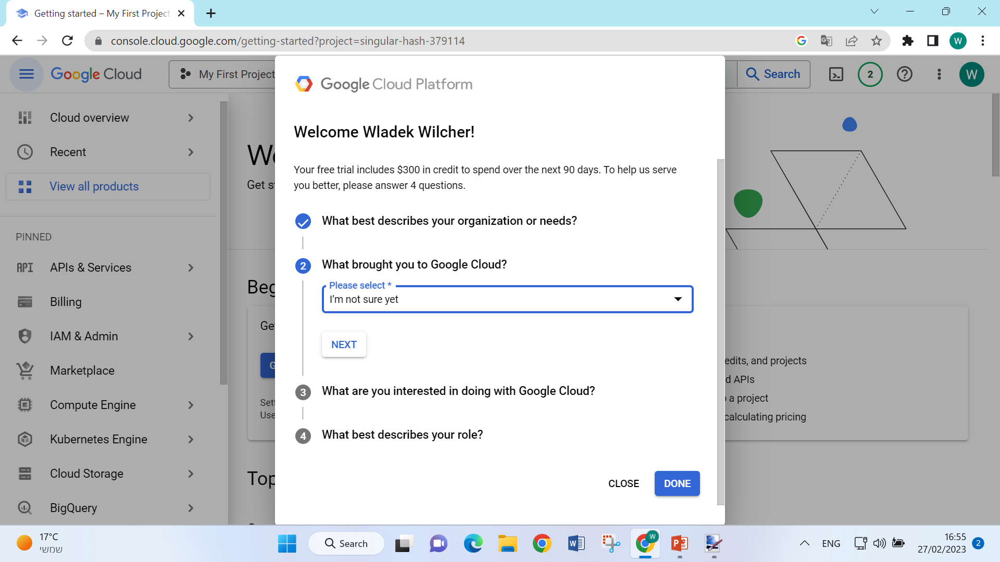 Getting started – My First Project
console.cloud.google.com/getting-started?project=singular-hash-379114
W
Google Cloud
My First Project
Search
2
W
Cloud overview
Recent
View all products
PINNED
APIs & Services
Billing
IAM & Admin
Marketplace
Compute Engine
Kubernetes Engine
Cloud Storage
BigQuery
Get s
Beg
Ge
G
Set
Use
Top
Google Cloud Platform
Welcome Wladek Wilcher!
Your free trial includes $300 in credit to spend over the next 90 days. To help us serve
you better, please answer 4 questions.
What best describes your organization or needs?
2 What brought you to Google Cloud?
Please select *
I'm not sure yet
NEXT
3 What are you interested in doing with Google Cloud?
4 What best describes your role?
CLOSE DONE
edits, and projects
d APIs
a project
calculating pricing
17°C
שמשי
Search
W
ENG
16:55
27/02/2023
2